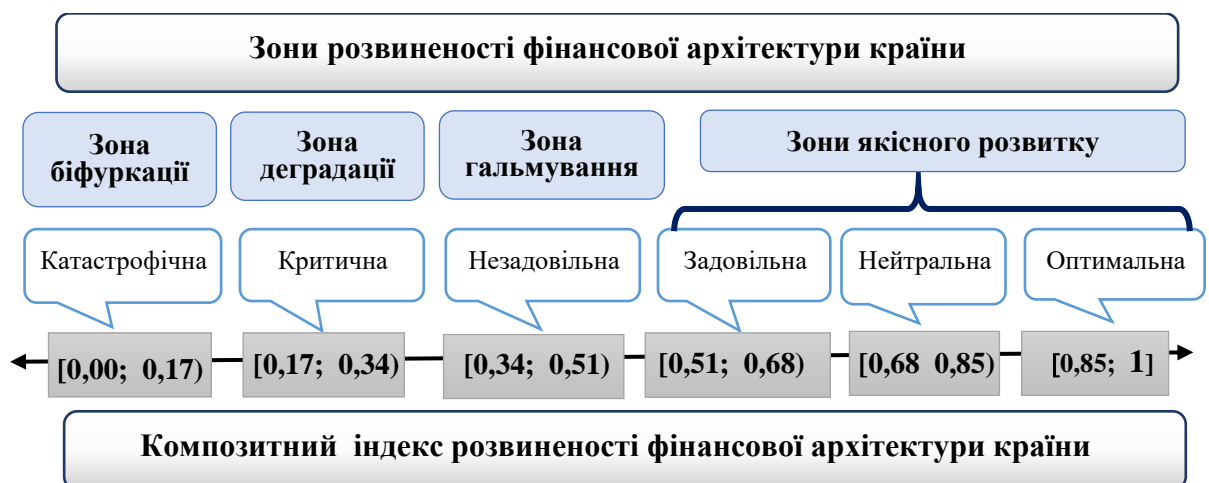 Зони розвиненості фінансової архітектури країни
Зона
біфуркації
Зона
деградації
Зона
гальмування
Зони якісного розвитку
Катастрофічна
Критична
Незадовільна
Задовільна
Нейтральна
Оптимальна
[0,00; 0,17)
[0,17; 0,34)
[0,34; 0,51)
[0,51; 0,68)
[0,68 0,85)
[0,85; 1]
Композитний індекс розвиненості фінансової архітектури країни